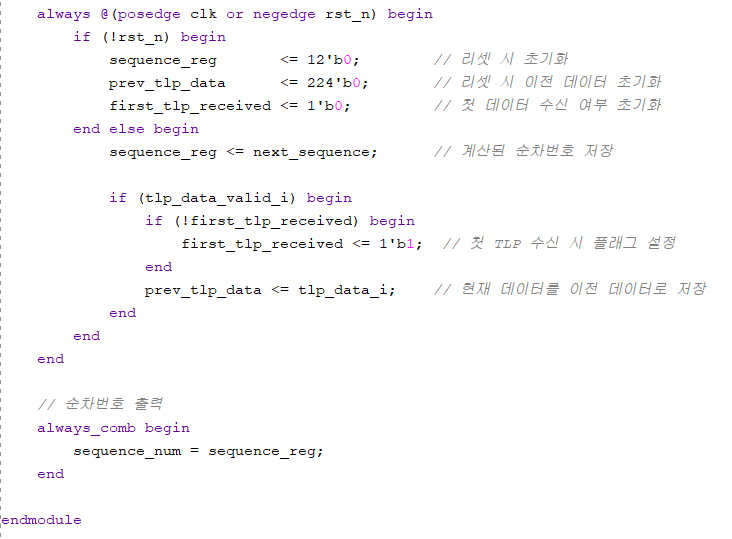 always @(posedge clk or negedge rst_n) begin
if (!rst_n) begin
sequence_reg <= 12'b0; // 리셋 시 초기화
prev_tlp_data <= 224'b0; // 리셋 시 이전 데이터 초기화
first_tlp_received <= 1'b0; // 첫 데이터 수신 여부 초기화
end else begin
sequence_reg <= next_sequence; // 계산된 순차번호 저장
if (tlp_data_valid_i) begin
if (!first_tlp_received) begin
first_tlp_received <= 1'b1; // 첫 TLP 수신 시 플래그 설정
end
prev_tlp_data <= tlp_data_i; // 현재 데이터를 이전 데이터로 저장
end
end
end
// 순차번호 출력
always_comb begin
sequence_num = sequence_reg;
end
endmodule